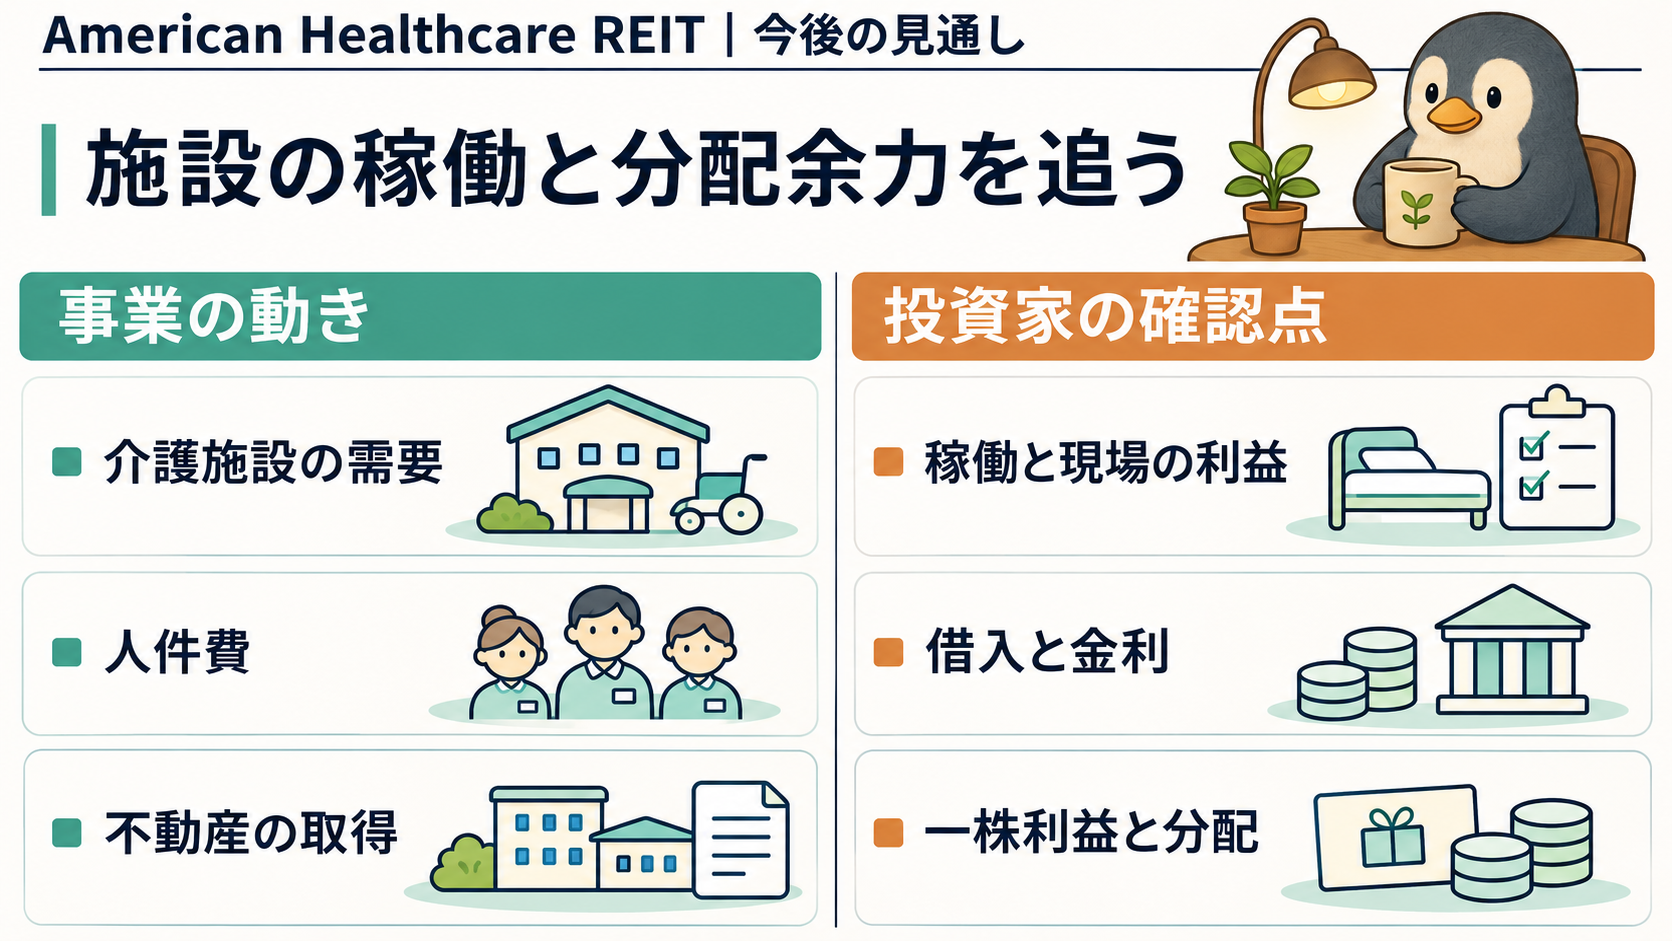 American Healthcare REIT｜今後の見通し
施設の稼働と分配余力を追う
事業の動き
介護施設の需要
人件費
不動産の取得
投資家の確認点
稼働と現場の利益
借入と金利
一株利益と分配